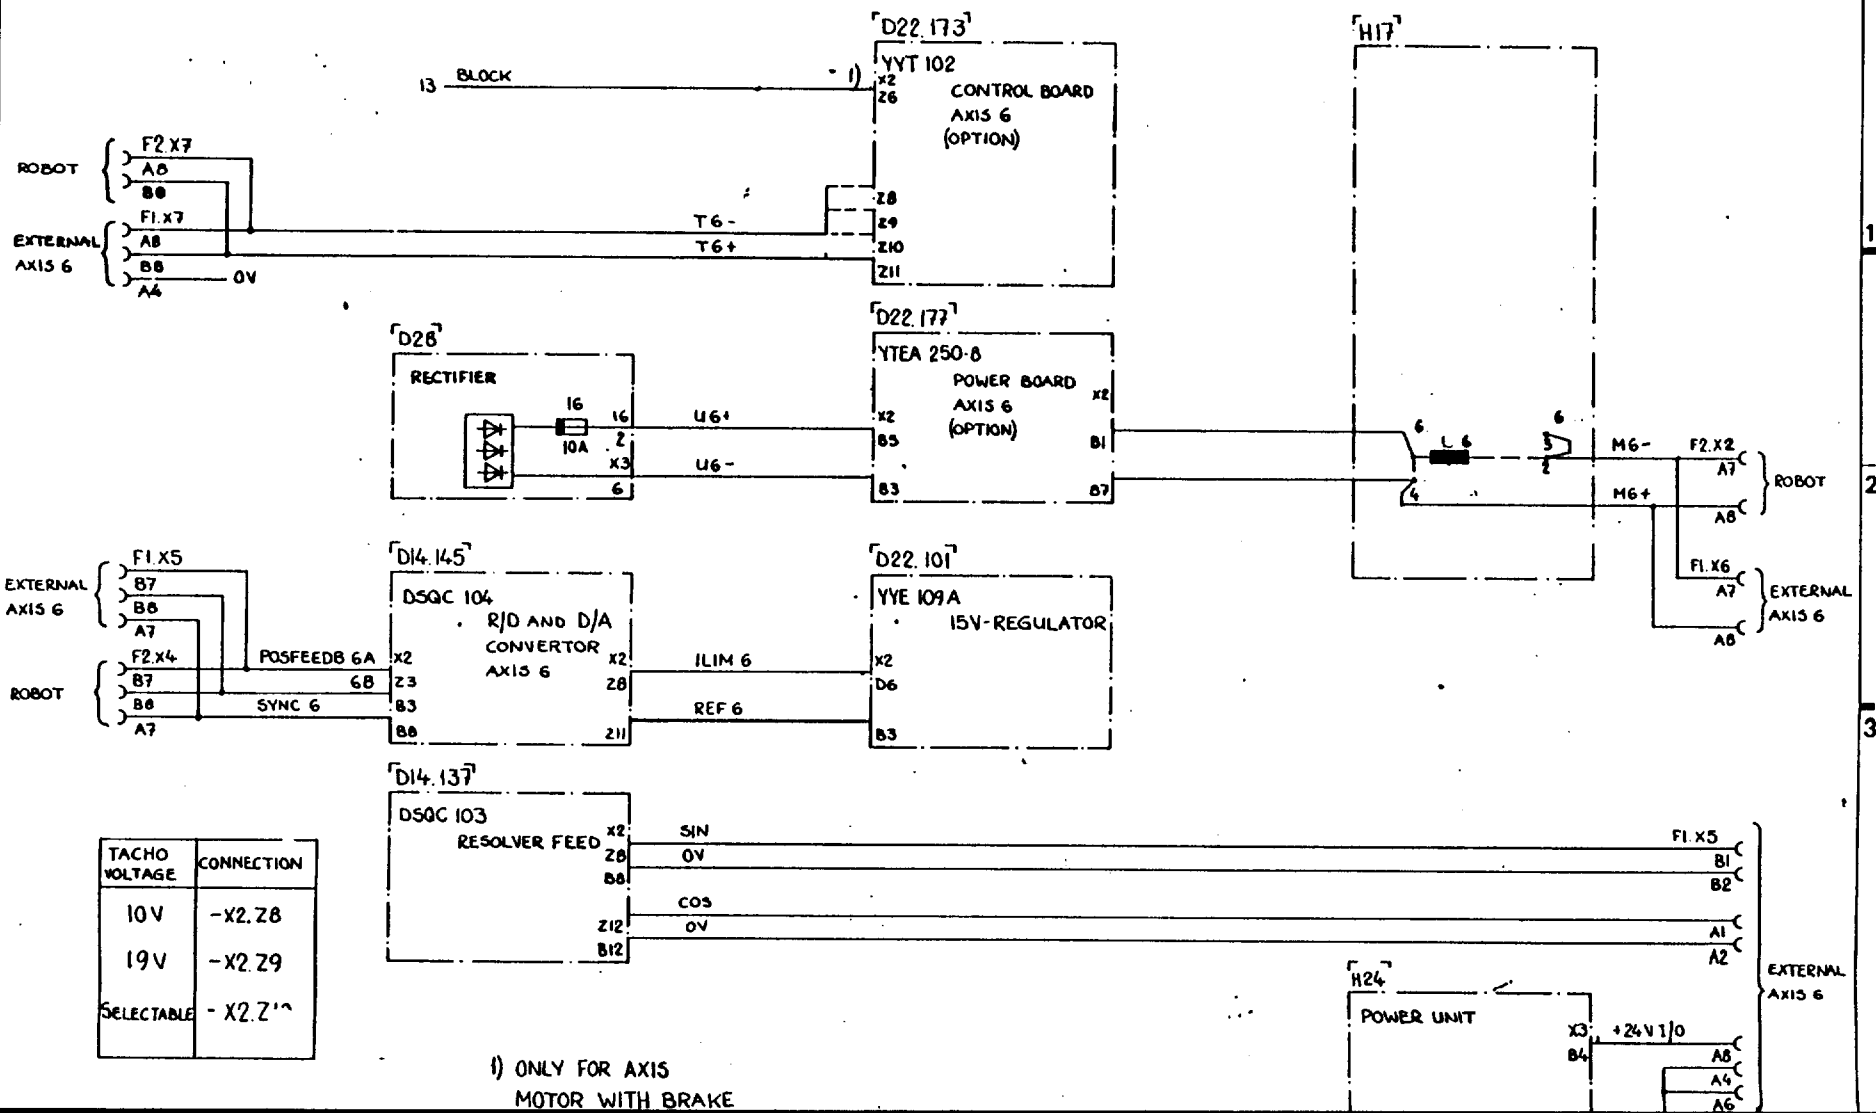 D22.173
YYT 102
X2
Z6
CONTROL BOARD
AXIS 6
(OPTION)
Z8
Z9
Z10
Z11
13 BLOCK
1)
H17
ROBOT
F2.X7
A8
B8
EXTERNAL
AXIS 6
F1.X7
A8
B8
A4
0V
T6-
T6+
D28
RECTIFIER
16
10A
16
2
X3
6
U6+
U6-
D22.177
YTEA 250-8
POWER BOARD
AXIS 6
(OPTION)
X2
B5
B3
X2
B1
B7
6
L 6
6
5
2
4
M6-
M6+
F2.X2
A7
A8
ROBOT
F1.X6
A7
A8
EXTERNAL
AXIS 6
EXTERNAL
AXIS 6
F1.X5
B7
B8
A7
ROBOT
F2.X4
B7
B8
A7
POSFEEDB 6A
6B
SYNC 6
D14.145
DSQC 104
R/D AND D/A
CONVERTOR
AXIS 6
X2
Z3
B3
B8
X2
Z8
Z11
ILIM 6
REF 6
D22.101
YYE 109A
15V-REGULATOR
X2
D6
B3
D14.137
DSQC 103
RESOLVER FEED
X2
Z8
B8
Z12
B12
SIN
0V
COS
0V
F1.X5
B1
B2
A1
A2
EXTERNAL
AXIS 6
H24
POWER UNIT
X3
B4
+24V I/O
A8
A4
A6
TACHO
VOLTAGE
CONNECTION
10V -X2.Z8
19V -X2.Z9
SELECTABLE
1) ONLY FOR AXIS
MOTOR WITH BRAKE
1
2
3